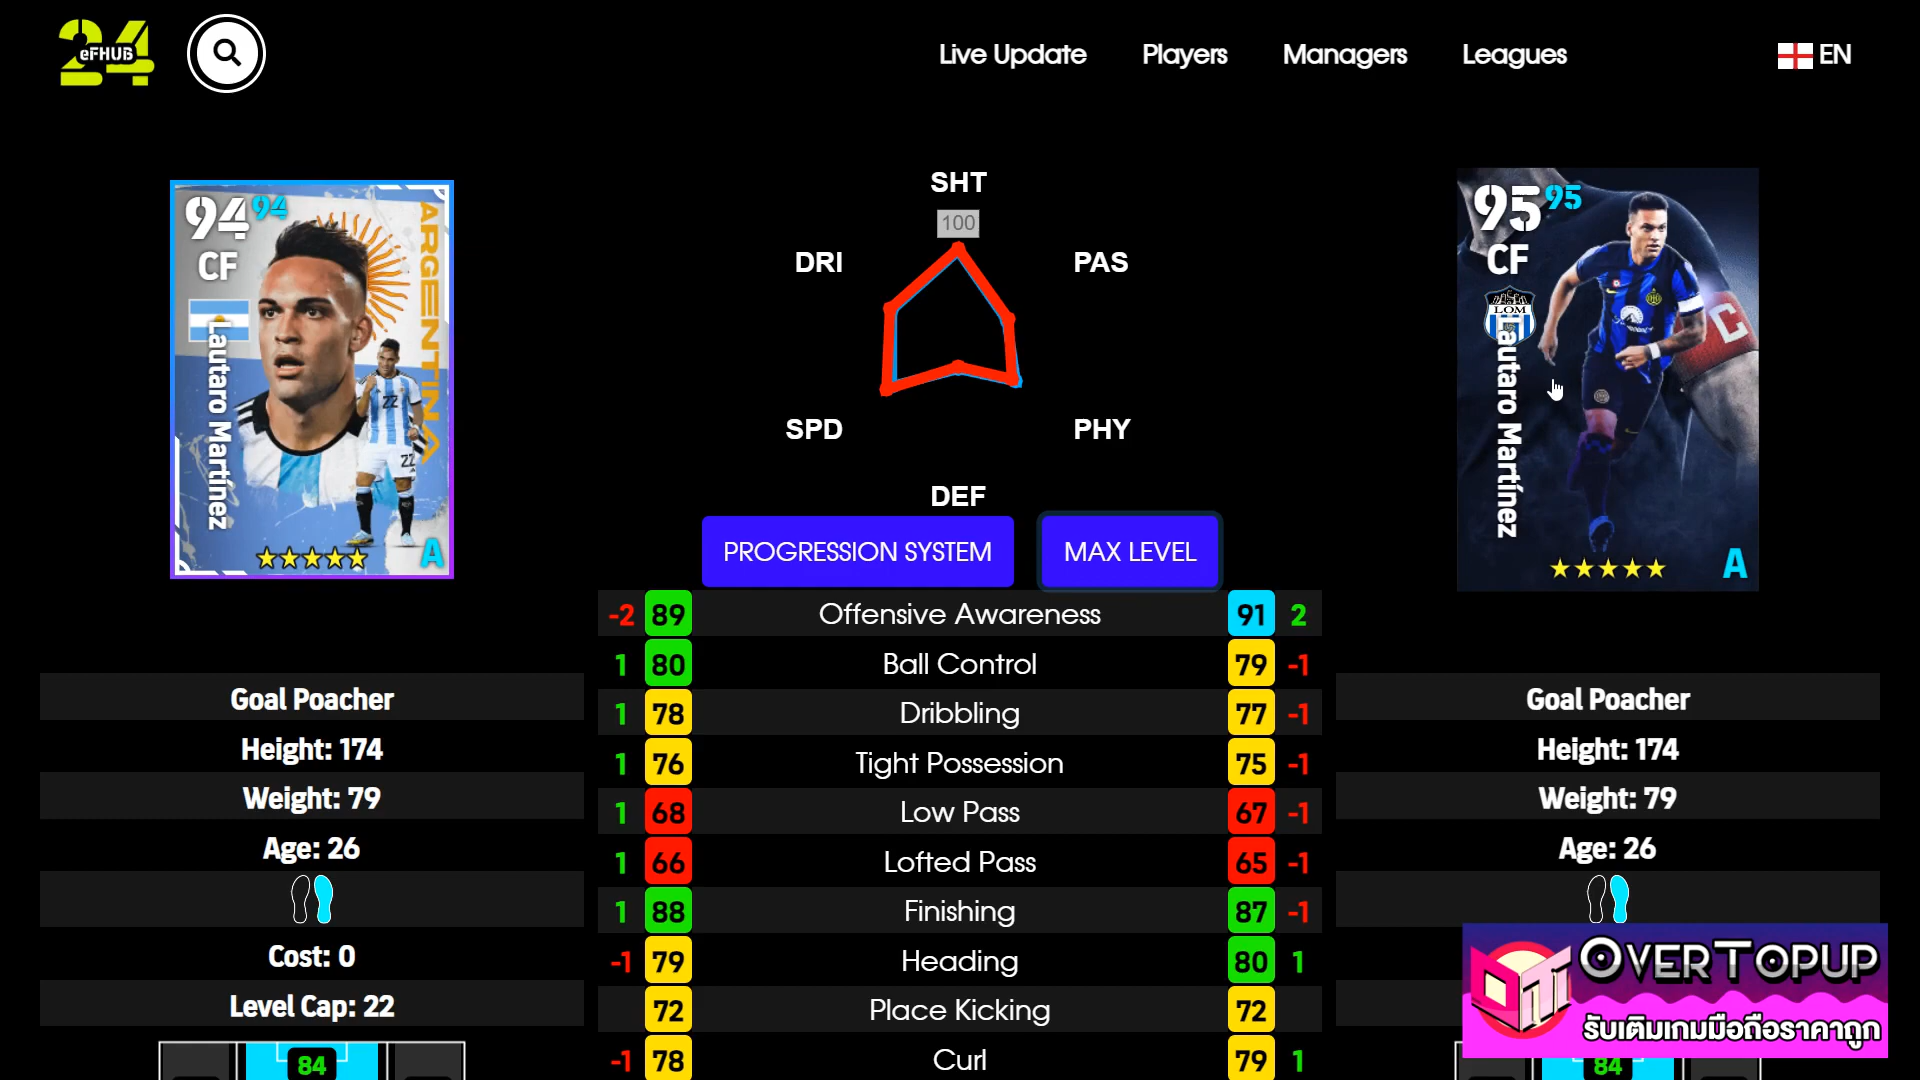 24
eFHUB
Live Update
Players
Managers
Leagues
EN
94 94
CF
ARGENTINA
Lautaro Martínez
22
22
A
SHT
100
DRI
PAS
SPD
PHY
DEF
PROGRESSION SYSTEM
MAX LEVEL
95 95
CF
LOM
Lautaro Martínez
C
A
Goal Poacher
Height: 174
Weight: 79
Age: 26
Cost: 0
Level Cap: 22
84
-2 89 Offensive Awareness 91 2
1 80 Ball Control 79 -1
1 78 Dribbling 77 -1
1 76 Tight Possession 75 -1
1 68 Low Pass 67 -1
1 66 Lofted Pass 65 -1
1 88 Finishing 87 -1
-1 79 Heading 80 1
72 Place Kicking 72
-1 78 Curl 79 1
Goal Poacher
Height: 174
Weight: 79
Age: 26
OVERTOPUP
รับเติมเกมมือถือราคาถูก
84